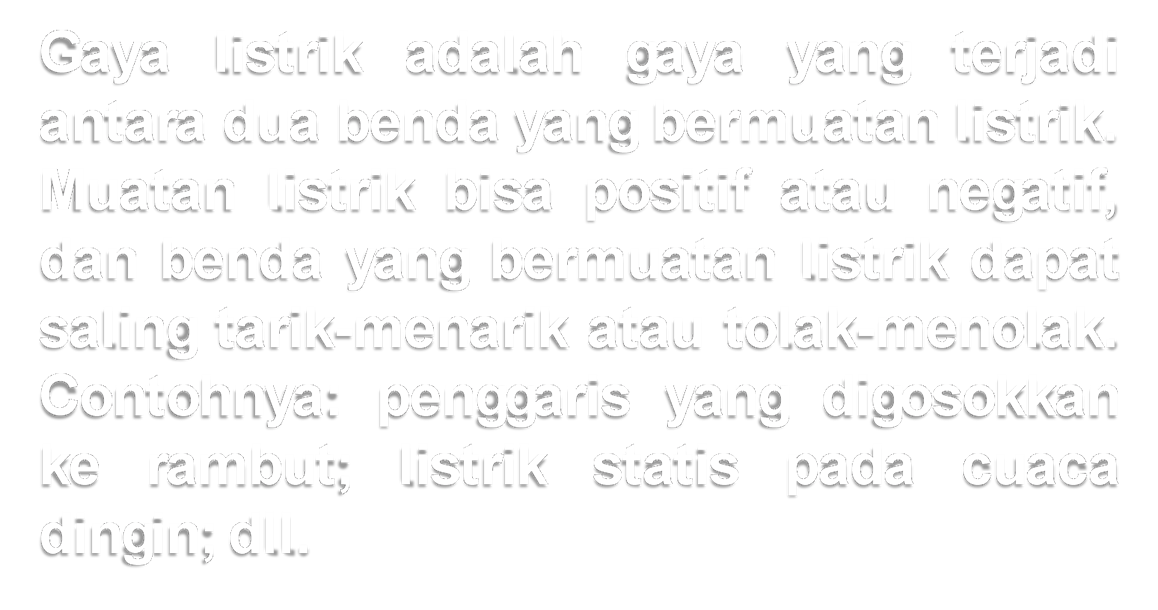 Gaya listrik adalah gaya yang terjadi
antara dua benda yang bermuatan listrik.
Muatan listrik bisa positif atau negatif,
dan benda yang bermuatan listrik dapat
saling tarik-menarik atau tolak-menolak.
Contohnya: penggaris yang digosokkan
ke rambut; listrik statis pada cuaca
dingin; dll.